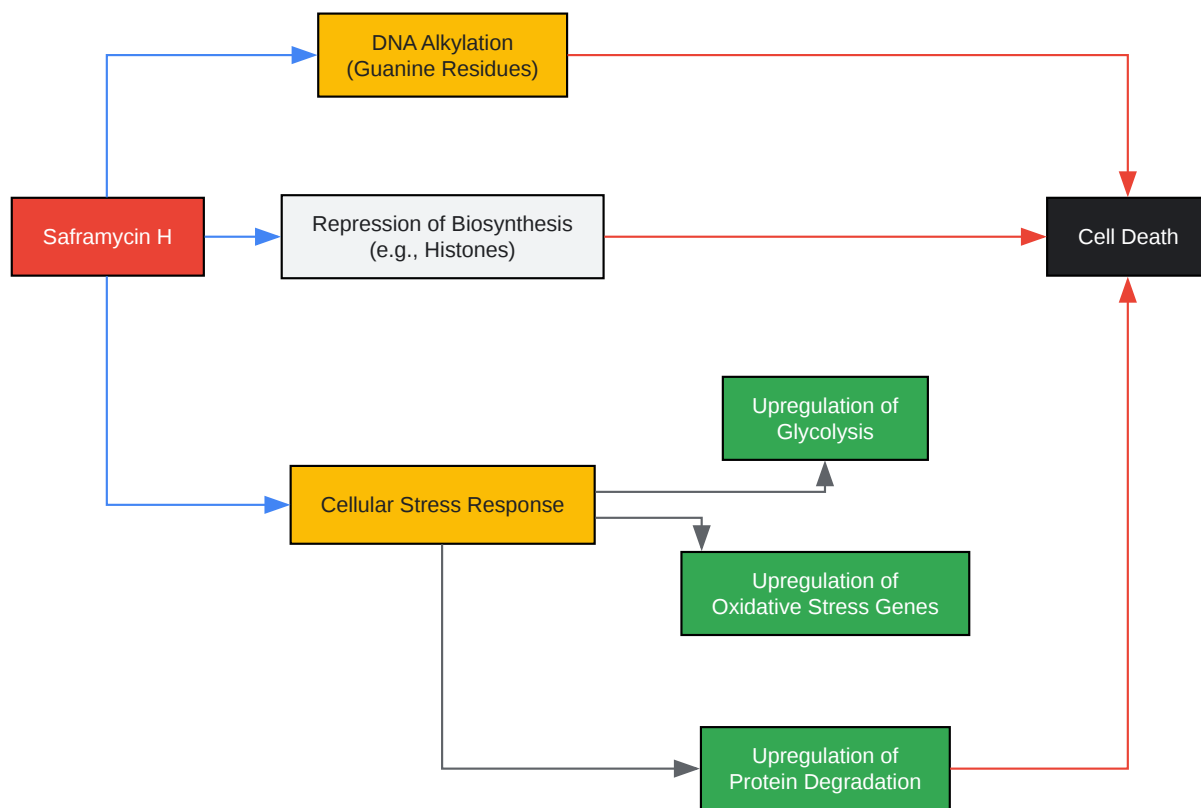 DNA Alkylation
(Guanine Residues)
Saframycin H
Repression of Biosynthesis
(e.g., Histones)
Cell Death
Upregulation of
Glycolysis
Cellular Stress Response
Upregulation of
Oxidative Stress Genes
Upregulation of
Protein Degradation